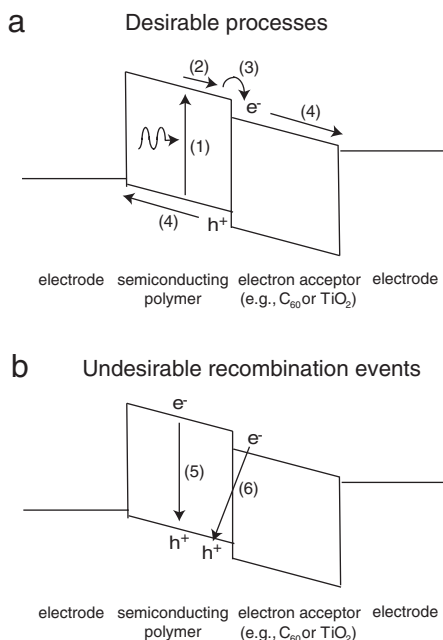 a Desirable processes
(2) (3)
e-
(4)
(1)
(4)
h+
electrode semiconducting electron acceptor electrode
polymer (e.g., C60 or TiO2)
b Undesirable recombination events
e-
e-
(5)
(6)
h+
h+
electrode semiconducting electron acceptor electrode
polymer (e.g., C60 or TiO2)